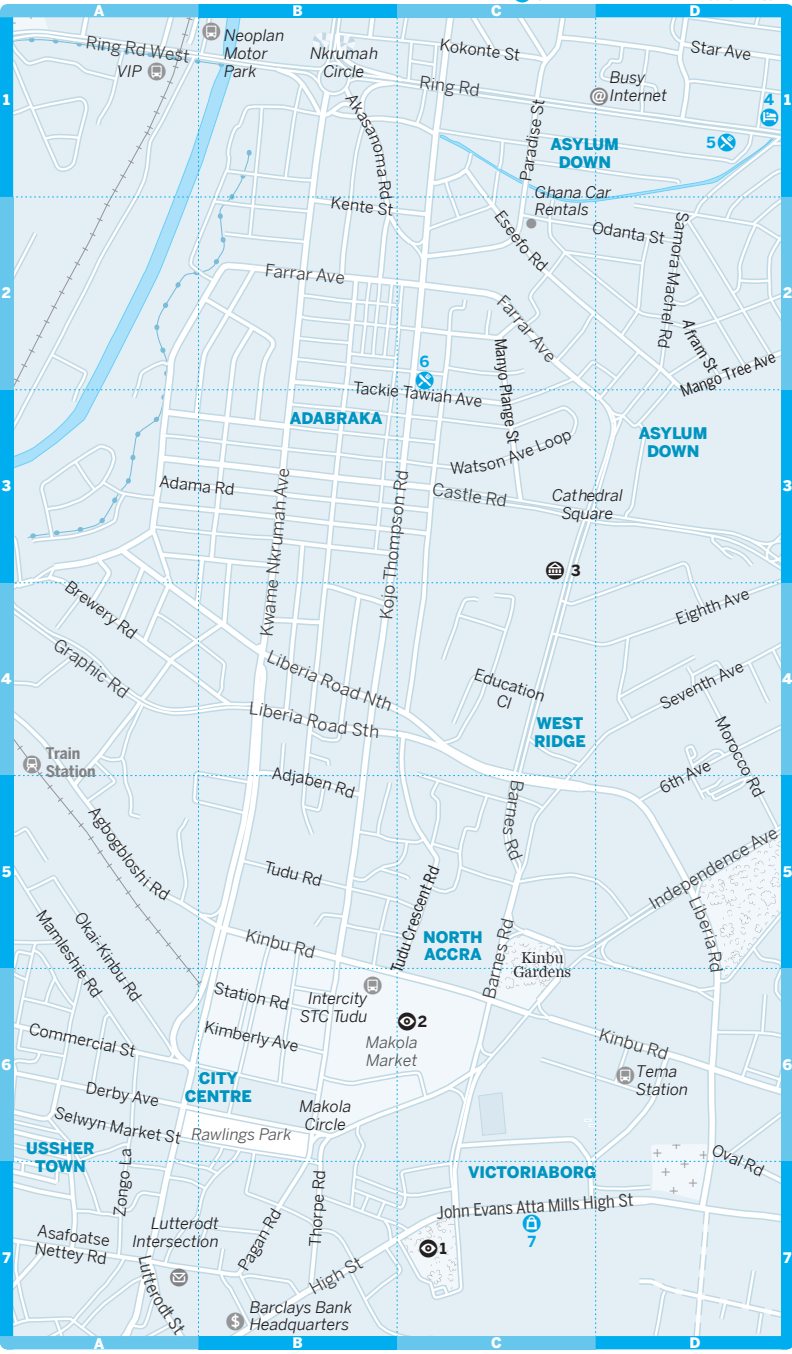 A
B
C
D
Ring Rd West
VIP
Neoplan
Motor
Park
Nkrumah
Circle
Kokonte St
Star Ave
Ring Rd
Busy
Internet
@
1
1
4
5
Akasanoma Rd
Paradise St
ASYLUM
DOWN
Kente St
Ghana Car
Rentals
Eseefo Rd
Odanta St
Samora Machel Rd
2
2
Farrar Ave
Farrar Ave
Afram St
Mango Tree Ave
6
Manyo Plange St
Tackie Tawiah Ave
ADABRAKA
ASYLUM
DOWN
Watson Ave Loop
3
3
Adama Rd
Castle Rd
Cathedral
Square
Kwame Nkrumah Ave
Kojo Thompson Rd
3
Brewery Rd
Eighth Ave
Graphic Rd
4
4
Liberia Road Nth
Education
Cl
Seventh Ave
Liberia Road Sth
WEST
RIDGE
Morocco Rd
Train
Station
Adjaben Rd
6th Ave
Barnes Rd
Agbogbloshi Rd
5
5
Tudu Rd
Independence Ave
Tudu Crescent Rd
Liberia Rd
Okai-Kinbu Rd
Mamleshie Rd
Kinbu Rd
NORTH
ACCRA
Barnes Rd
Kinbu
Gardens
Station Rd
Intercity
STC Tudu
2
Commercial St
Kimberly Ave
Makola
Market
Kinbu Rd
6
6
CITY
CENTRE
Tema
Station
Derby Ave
Makola
Circle
Selwyn Market St
Rawlings Park
USSHER
TOWN
Zongo La
VICTORIABORG
Oval Rd
Thorpe Rd
John Evans Atta Mills High St
Pagan Rd
Lutterodt
Intersection
Asafoatse
Nettey Rd
7
7
7
1
Lutterodt St
High St
$
Barclays Bank
Headquarters
A
B
C
D